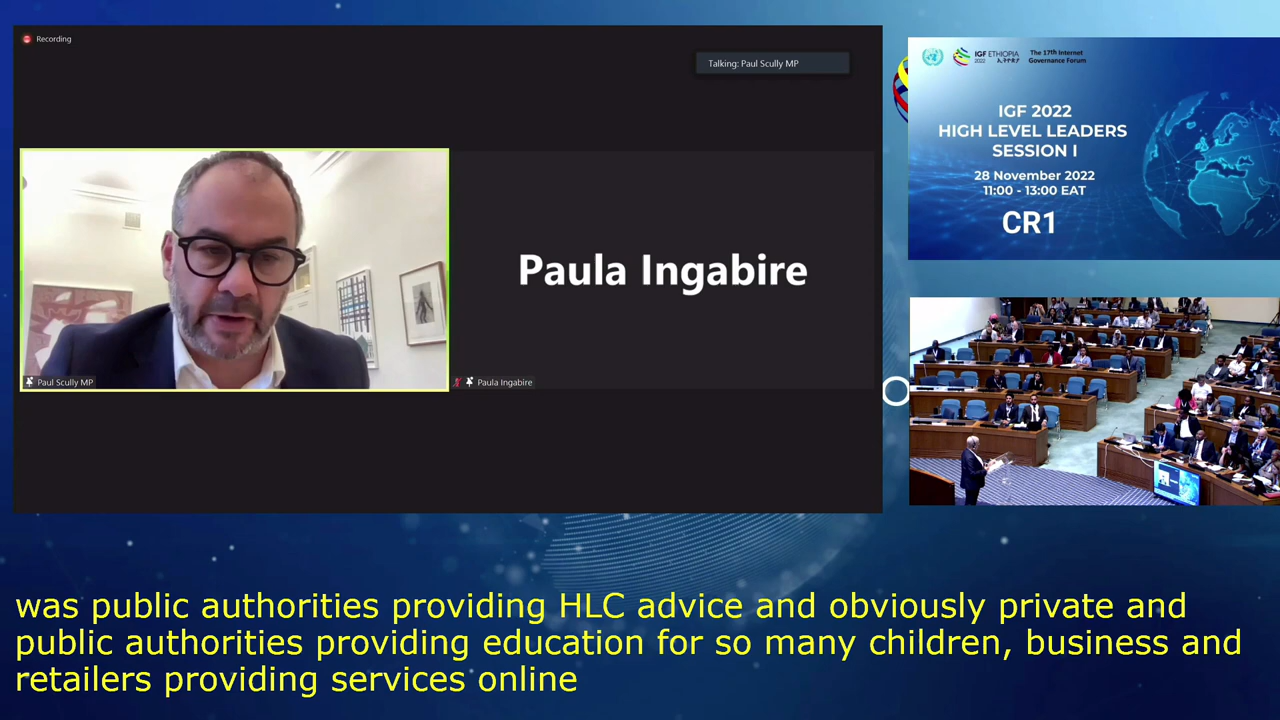 Recording
Talking: Paul Scully MP
Paula Ingabire
Paul Scully MP
Paula Ingabire
IGF ETHIOPIA
2022 ኢትዮጵያ
The 17th Internet
Governance Forum
IGF 2022
HIGH LEVEL LEADERS
SESSION I
28 November 2022
11:00 - 13:00 EAT
CR1
was public authorities providing HLC advice and obviously private and
public authorities providing education for so many children, business and
retailers providing services online